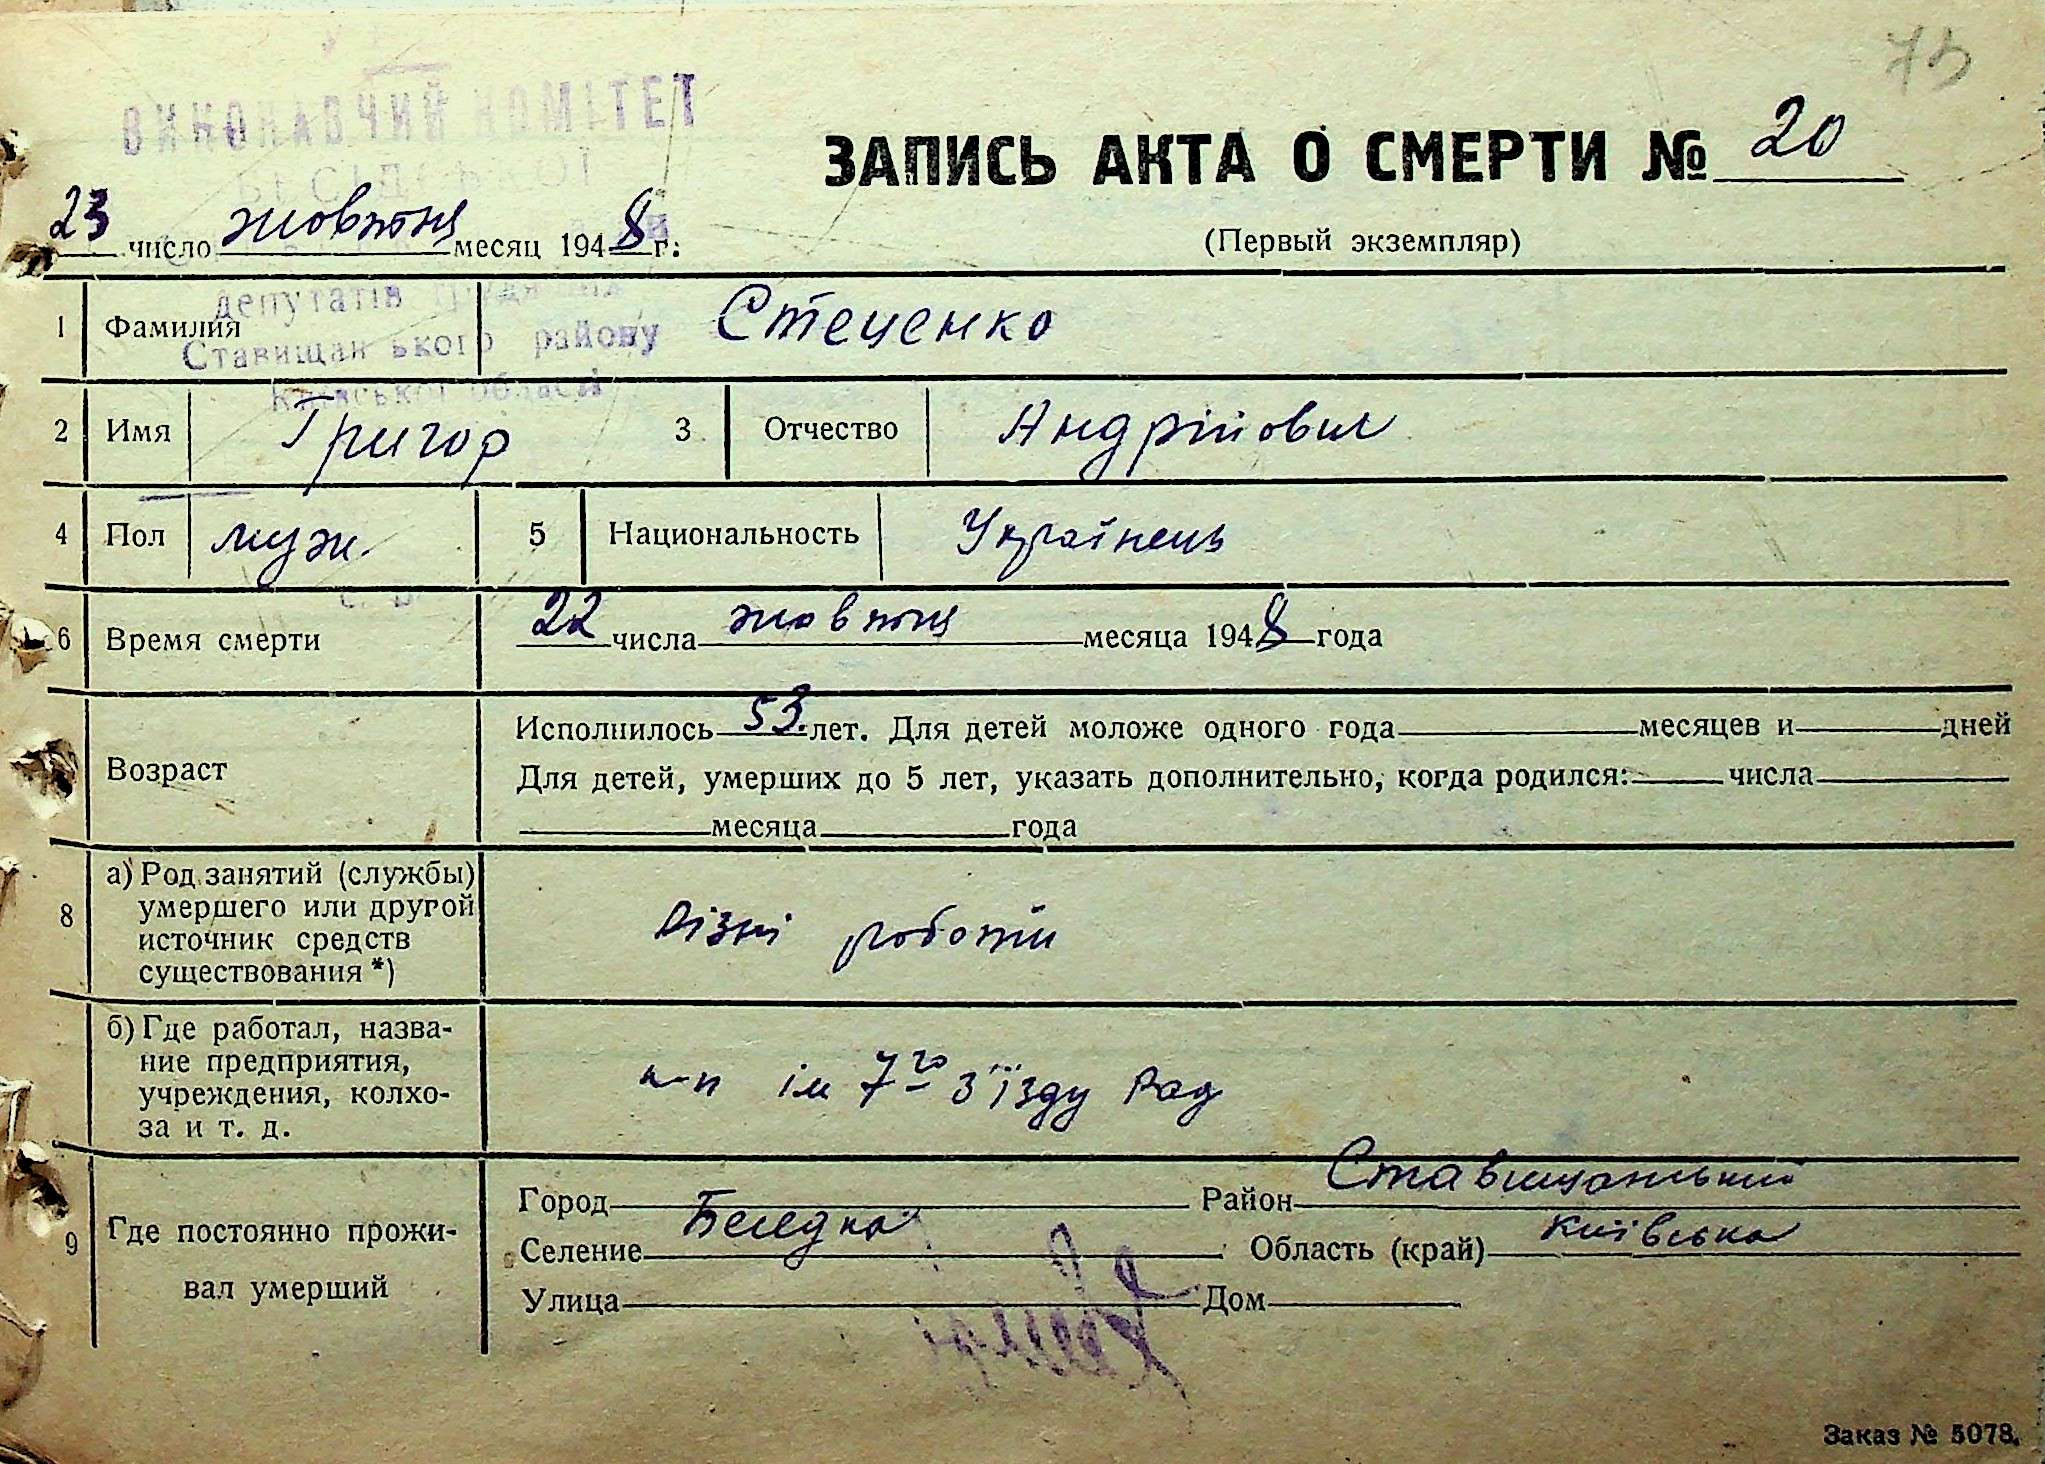 75
ВИКОНАВЧИЙ КОМІТЕТ
ЗАПИСЬ АКТА О СМЕРТИ № 20
23 число жовтня месяц 1948 г.
(Первый экземпляр)
депутатів трудящих
Ставищанського району
Київської області
1 Фамилия Стеценко
2 Имя Григор 3 Отчество Андрійович
4 Пол муж. 5 Национальность Українець
6 Время смерти 22 числа жовтня месяца 1948 года
Возраст
Исполнилось 53 лет. Для детей моложе одного года месяцев и дней
Для детей, умерших до 5 лет, указать дополнительно, когда родился: числа
месяца года
8 а) Род занятий (службы)
умершего или другой
источник средств
существования *)
Різні роботи
б) Где работал, назва-
ние предприятия,
учреждения, колхо-
за и т. д.
к-п ім 7го з'їзду Рад
9 Где постоянно прожи-
вал умерший
Город Район Ставищанський
Селение Беседка Область (край) Київська
Улица Дом
Заказ № 5078.